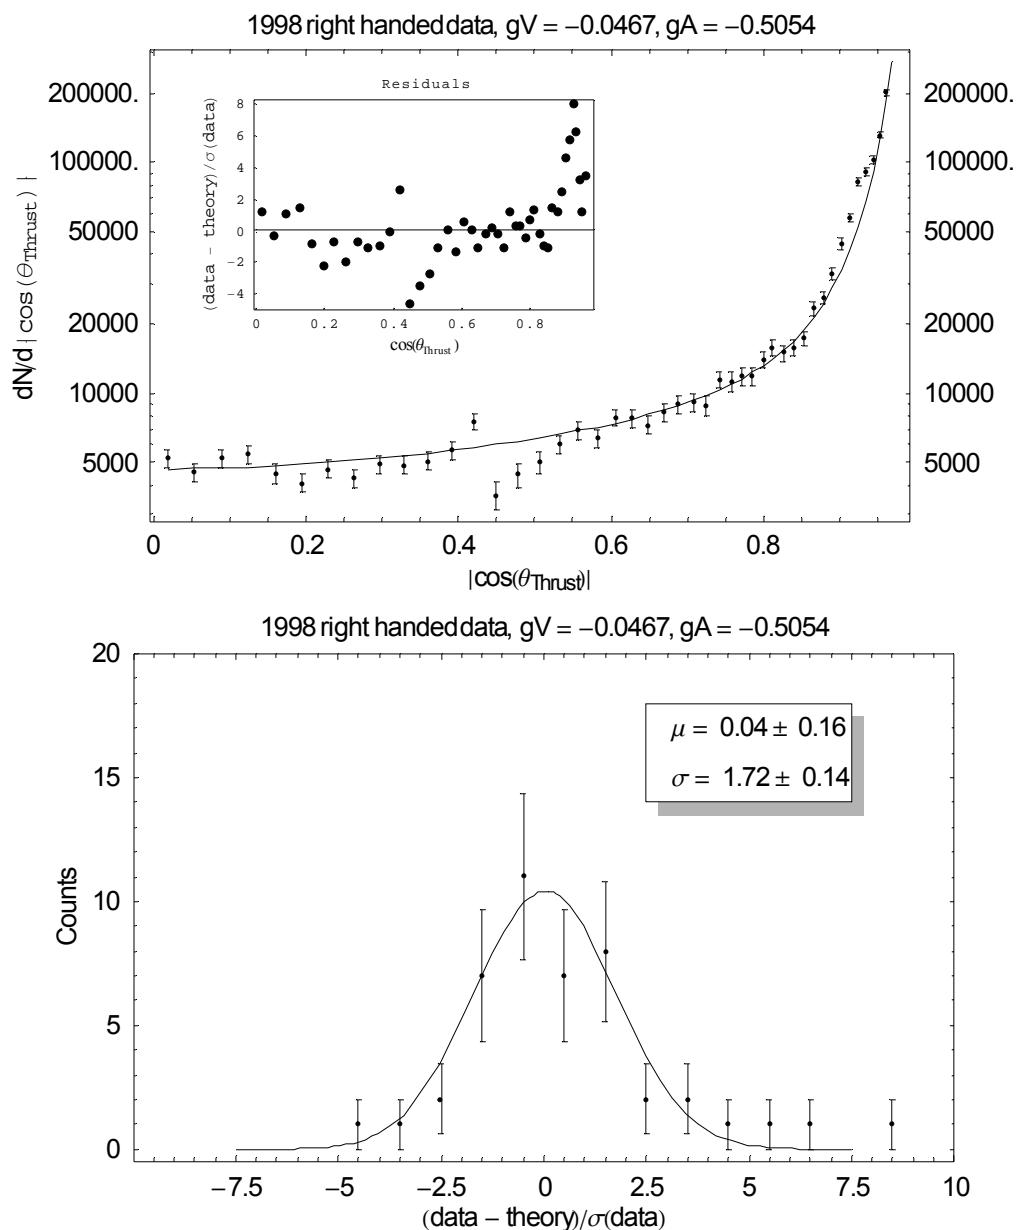 1998 right handed data, gV = −0.0467, gA = −0.5054
dN/d |cos (θThrust) |
200000.
100000.
50000
20000
10000
5000
200000.
100000.
50000
20000
10000
5000
Residuals
(data - theory)/σ(data)
8
6
4
2
0
−2
−4
0 0.2 0.4 0.6 0.8
cos(θThrust)
0 0.2 0.4 0.6 0.8
|cos(θThrust)|
1998 right handed data, gV = −0.0467, gA = −0.5054
Counts
20
15
10
5
0
μ = 0.04 ± 0.16
σ = 1.72 ± 0.14
−7.5 −5 −2.5 0 2.5 5 7.5 10
(data − theory)/σ(data)